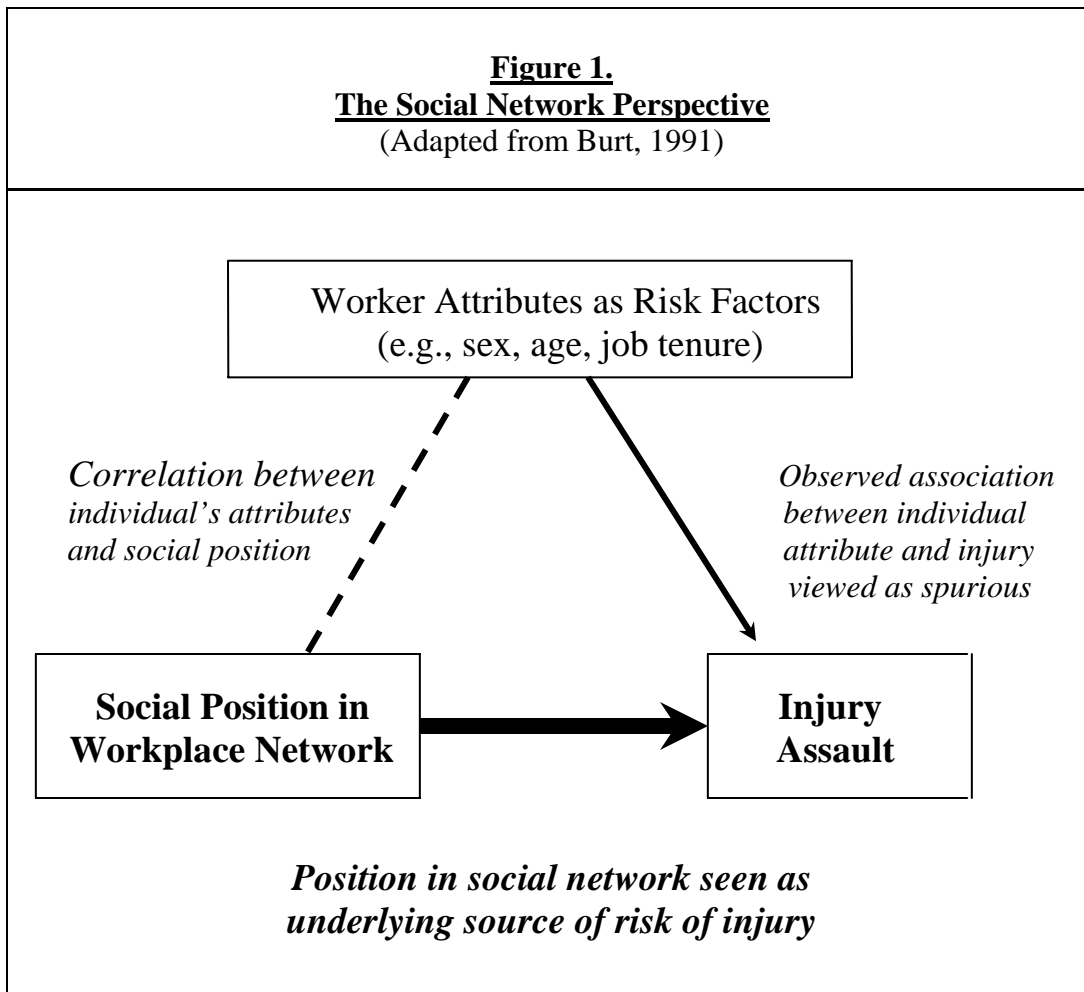 Figure 1.
The Social Network Perspective
(Adapted from Burt, 1991)
Worker Attributes as Risk Factors
(e.g., sex, age, job tenure)
Correlation between
individual’s attributes
and social position
Observed association
between individual
attribute and injury
viewed as spurious
Social Position in
Workplace Network
Injury
Assault
Position in social network seen as
underlying source of risk of injury